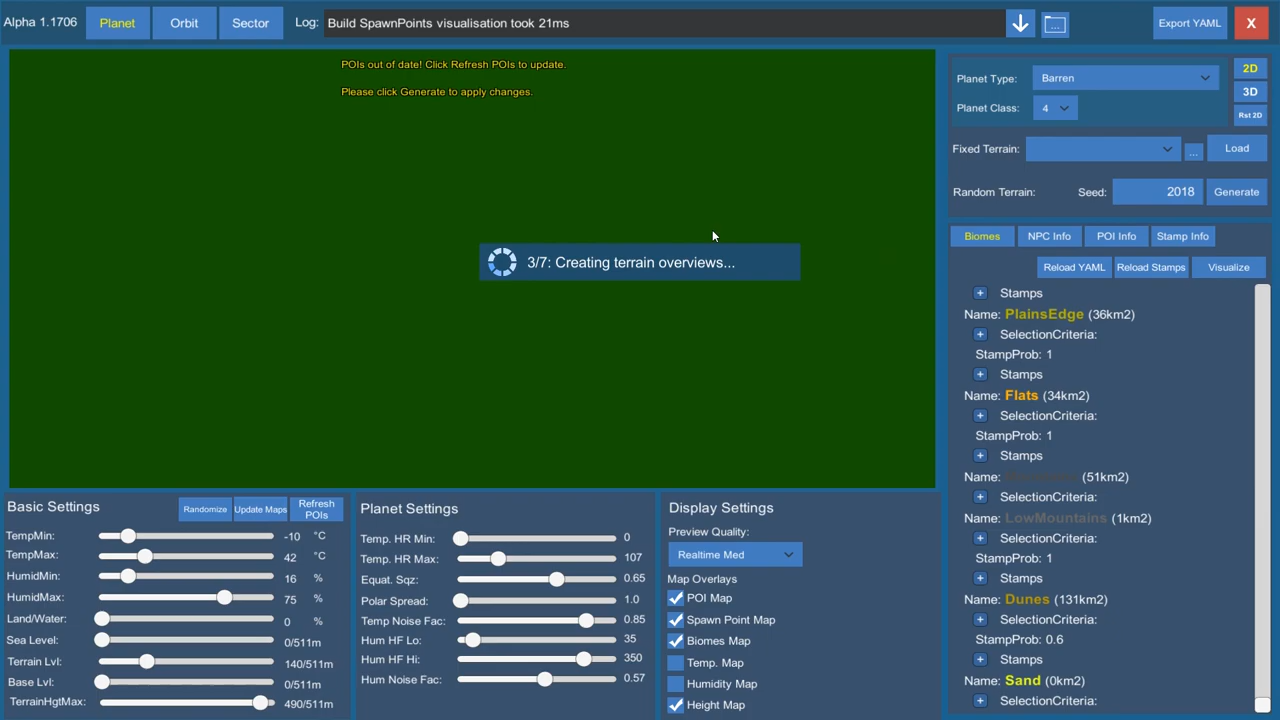 Alpha 1.1706
Planet
Orbit
Sector
Log:
Build SpawnPoints visualisation took 21ms
...
Export YAML
X
POIs out of date! Click Refresh POIs to update.
Please click Generate to apply changes.
3/7: Creating terrain overviews...
Planet Type:
Barren
2D
3D
Planet Class:
4
Rst 2D
Fixed Terrain:
...
Load
Random Terrain:
Seed:
2018
Generate
Biomes
NPC Info
POI Info
Stamp Info
Reload YAML
Reload Stamps
Visualize
+ Stamps
Name: PlainsEdge (36km2)
+ SelectionCriteria:
StampProb: 1
+ Stamps
Name: Flats (34km2)
+ SelectionCriteria:
StampProb: 1
+ Stamps
Name: (51km2)
+ SelectionCriteria:
Name: LowMountains (1km2)
+ SelectionCriteria:
StampProb: 1
+ Stamps
Name: Dunes (131km2)
+ SelectionCriteria:
StampProb: 0.6
+ Stamps
Name: Sand (0km2)
+ SelectionCriteria:
Basic Settings
Randomize
Update Maps
Refresh POIs
TempMin: -10 °C
TempMax: 42 °C
HumidMin: 16 %
HumidMax: 75 %
Land/Water: 0 %
Sea Level: 0/511m
Terrain Lvl: 140/511m
Base Lvl: 0/511m
TerrainHgtMax: 490/511m
Planet Settings
Temp. HR Min: 0
Temp. HR Max: 107
Equat. Sqz: 0.65
Polar Spread: 1.0
Temp Noise Fac: 0.85
Hum HF Lo: 35
Hum HF Hi: 350
Hum Noise Fac: 0.57
Display Settings
Preview Quality:
Realtime Med
Map Overlays
POI Map
Spawn Point Map
Biomes Map
Temp. Map
Humidity Map
Height Map